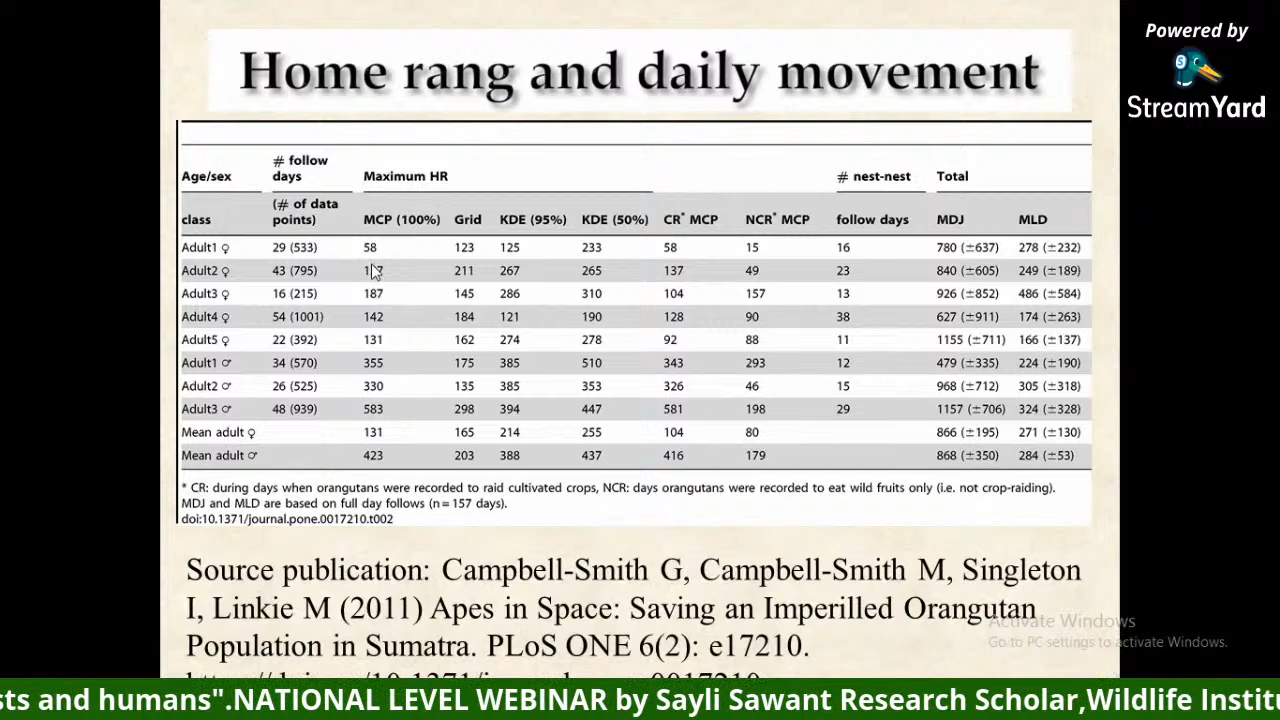 Home rang and daily movement
Powered by
StreamYard
# follow
Age/sex days Maximum HR # nest-nest Total
(# of data
class points) MCP (100%) Grid KDE (95%) KDE (50%) CR* MCP NCR* MCP follow days MDJ MLD
Adult1 ♀ 29 (533) 58 123 125 233 58 15 16 780 (±637) 278 (±232)
Adult2 ♀ 43 (795) 211 267 265 137 49 23 840 (±605) 249 (±189)
Adult3 ♀ 16 (215) 187 145 286 310 104 157 13 926 (±852) 486 (±584)
Adult4 ♀ 54 (1001) 142 184 121 190 128 90 38 627 (±911) 174 (±263)
Adult5 ♀ 22 (392) 131 162 274 278 92 88 11 1155 (±711) 166 (±137)
Adult1 ♂ 34 (570) 355 175 385 510 343 293 12 479 (±335) 224 (±190)
Adult2 ♂ 26 (525) 330 135 385 353 326 46 15 968 (±712) 305 (±318)
Adult3 ♂ 48 (939) 583 298 394 447 581 198 29 1157 (±706) 324 (±328)
Mean adult ♀ 131 165 214 255 104 80 866 (±195) 271 (±130)
Mean adult ♂ 423 203 388 437 416 179 868 (±350) 284 (±53)
* CR: during days when orangutans were recorded to raid cultivated crops, NCR: days orangutans were recorded to eat wild fruits only (i.e. not crop-raiding).
MDJ and MLD are based on full day follows (n = 157 days).
doi:10.1371/journal.pone.0017210.t002
Source publication: Campbell-Smith G, Campbell-Smith M, Singleton
I, Linkie M (2011) Apes in Space: Saving an Imperilled Orangutan
Population in Sumatra. PLoS ONE 6(2): e17210.
Activate Windows
Go to PC settings to activate Windows.
sts and humans".NATIONAL LEVEL WEBINAR by Sayli Sawant Research Scholar,Wildlife Institu